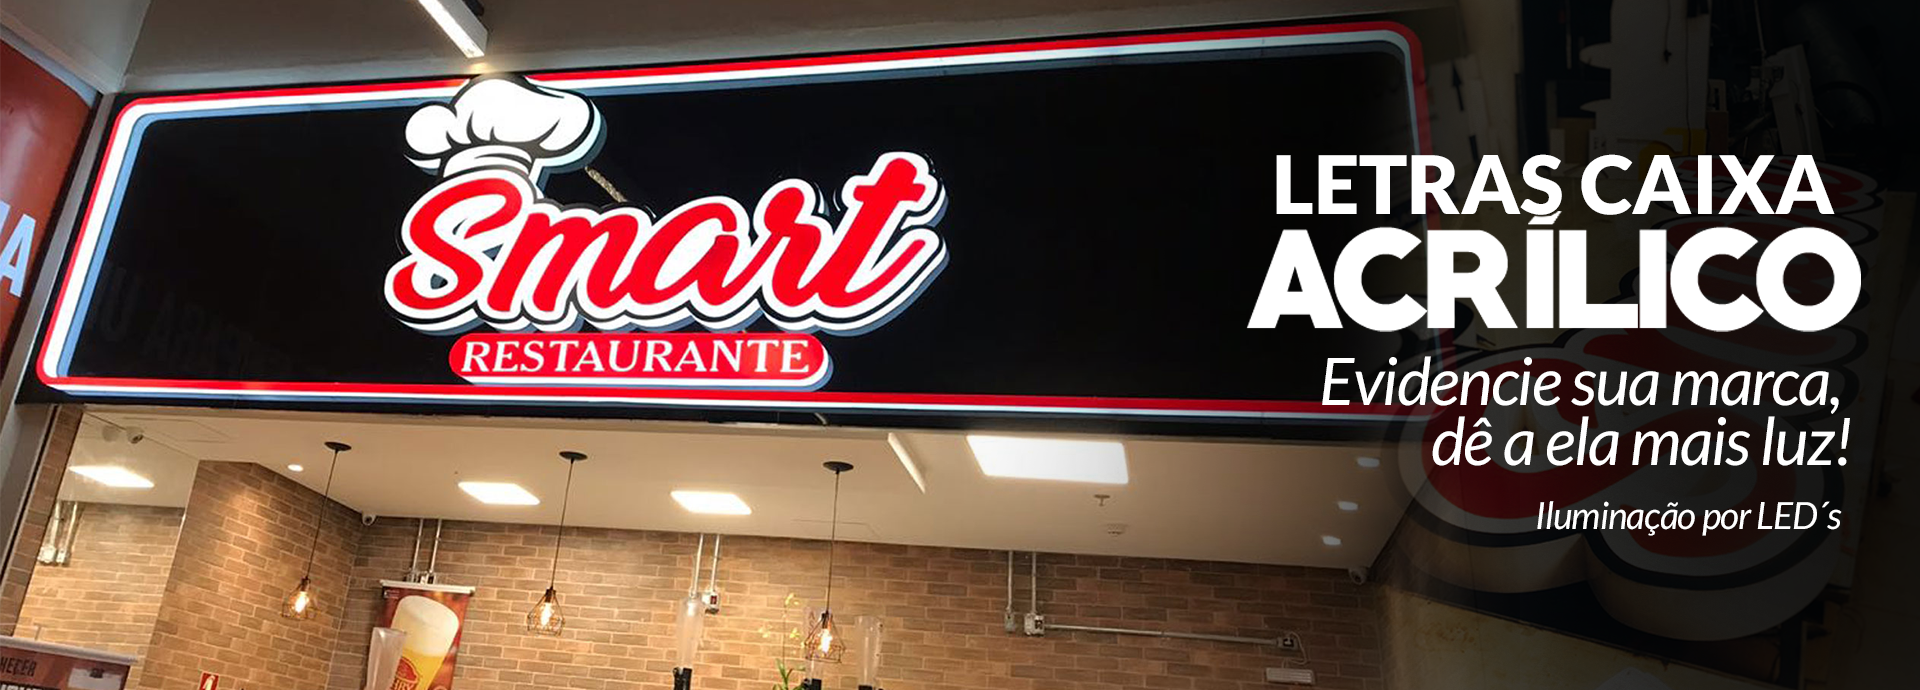 Smart
RESTAURANTE
LETRAS CAIXA
ACRÍLICO
Evidencie sua marca,
dê a ela mais luz!
Iluminação por LED´s